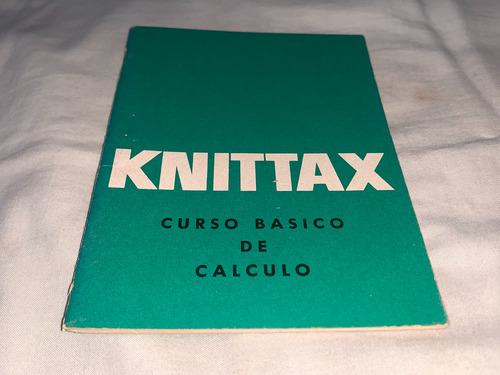 KNITTAX
CURSO BASICO
DE
CALCULO